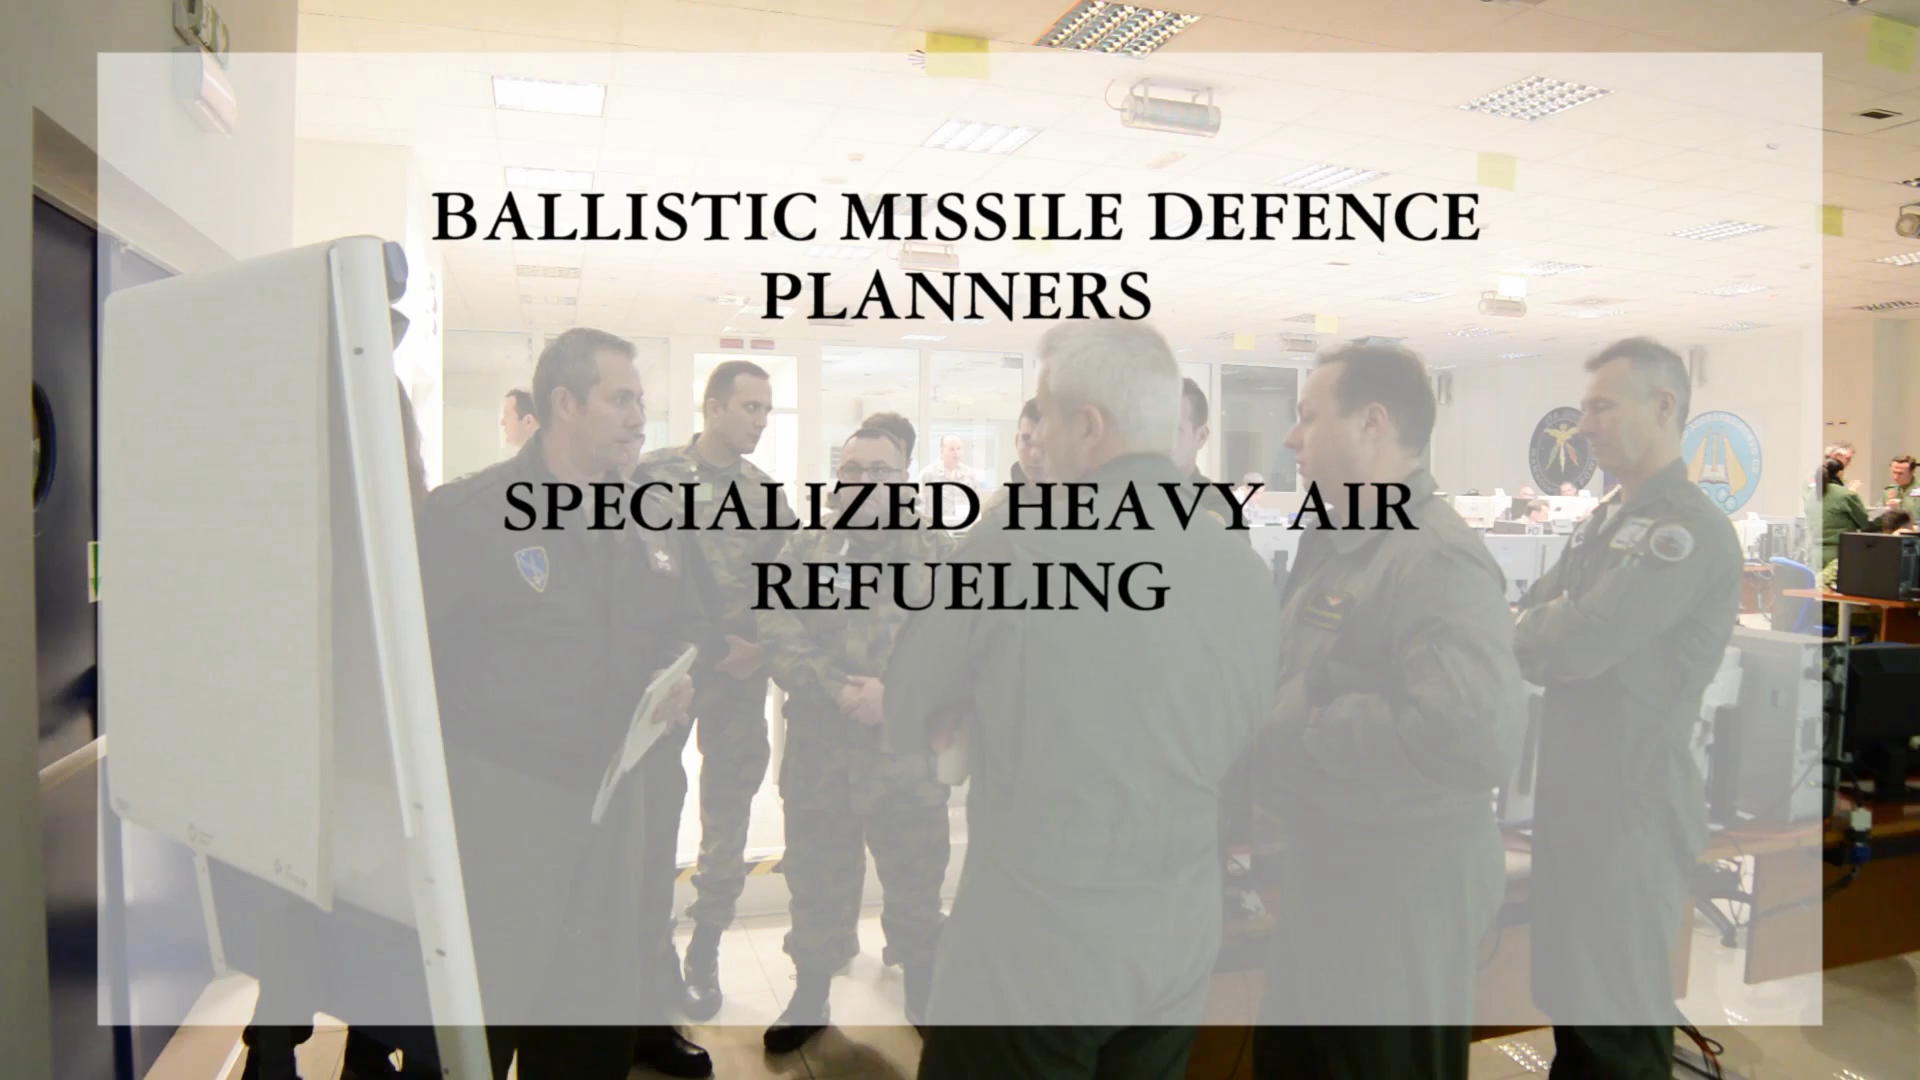 BALLISTIC MISSILE DEFENCE
PLANNERS
SPECIALIZED HEAVY AIR
REFUELING